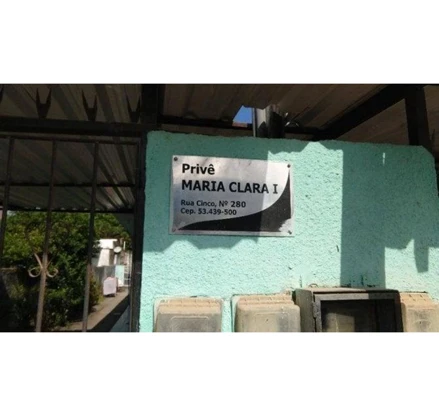 Privê
MARIA CLARA I
Rua Cinco, Nº 280
Cep. 53.439-500